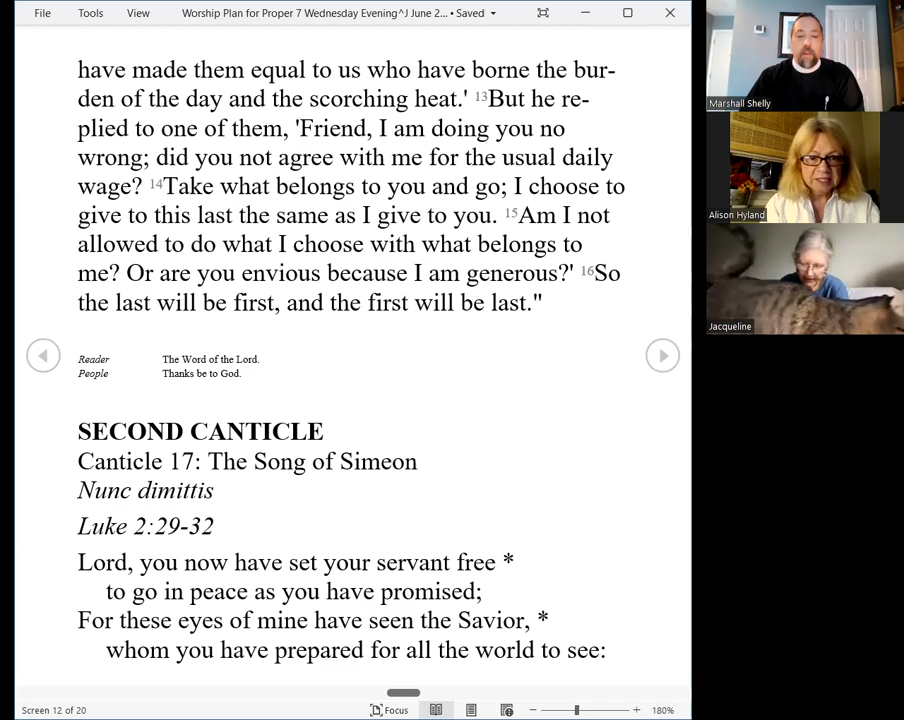 File Tools View Worship Plan for Proper 7 Wednesday Evening^J June 2... • Saved
have made them equal to us who have borne the bur-
den of the day and the scorching heat.' 13But he re-
plied to one of them, 'Friend, I am doing you no
wrong; did you not agree with me for the usual daily
wage? 14Take what belongs to you and go; I choose to
give to this last the same as I give to you. 15Am I not
allowed to do what I choose with what belongs to
me? Or are you envious because I am generous?' 16So
the last will be first, and the first will be last."
Reader The Word of the Lord.
People Thanks be to God.
SECOND CANTICLE
Canticle 17: The Song of Simeon
Nunc dimittis
Luke 2:29-32
Lord, you now have set your servant free *
to go in peace as you have promised;
For these eyes of mine have seen the Savior, *
whom you have prepared for all the world to see:
Screen 12 of 20 Focus 180%
Marshall Shelly
Alison Hyland
Jacqueline